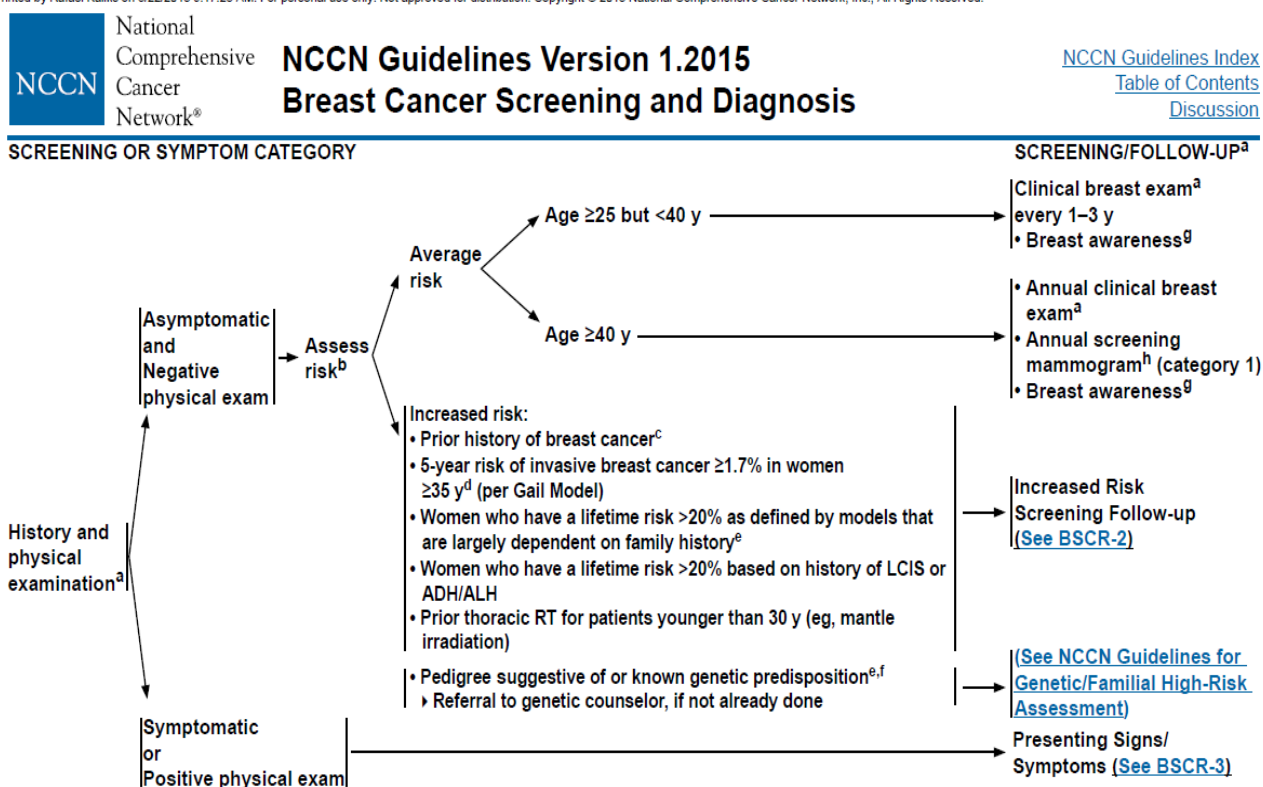 National
Comprehensive
Cancer
Network®
NCCN
NCCN Guidelines Version 1.2015
Breast Cancer Screening and Diagnosis
NCCN Guidelines Index
Table of Contents
Discussion
SCREENING OR SYMPTOM CATEGORY
SCREENING/FOLLOW-UPa
History and
physical
examinationa
Asymptomatic
and
Negative
physical exam
Assess
riskb
Average
risk
Age ≥25 but <40 y
Clinical breast exama
every 1–3 y
• Breast awarenessg
Age ≥40 y
• Annual clinical breast
exama
• Annual screening
mammogramh (category 1)
• Breast awarenessg
Increased risk:
• Prior history of breast cancerc
• 5-year risk of invasive breast cancer ≥1.7% in women
≥35 yd (per Gail Model)
• Women who have a lifetime risk >20% as defined by models that
are largely dependent on family historye
• Women who have a lifetime risk >20% based on history of LCIS or
ADH/ALH
• Prior thoracic RT for patients younger than 30 y (eg, mantle
irradiation)
Increased Risk
Screening Follow-up
(See BSCR-2)
• Pedigree suggestive of or known genetic predispositione,f
▸ Referral to genetic counselor, if not already done
(See NCCN Guidelines for
Genetic/Familial High-Risk
Assessment)
Symptomatic
or
Positive physical exam
Presenting Signs/
Symptoms (See BSCR-3)